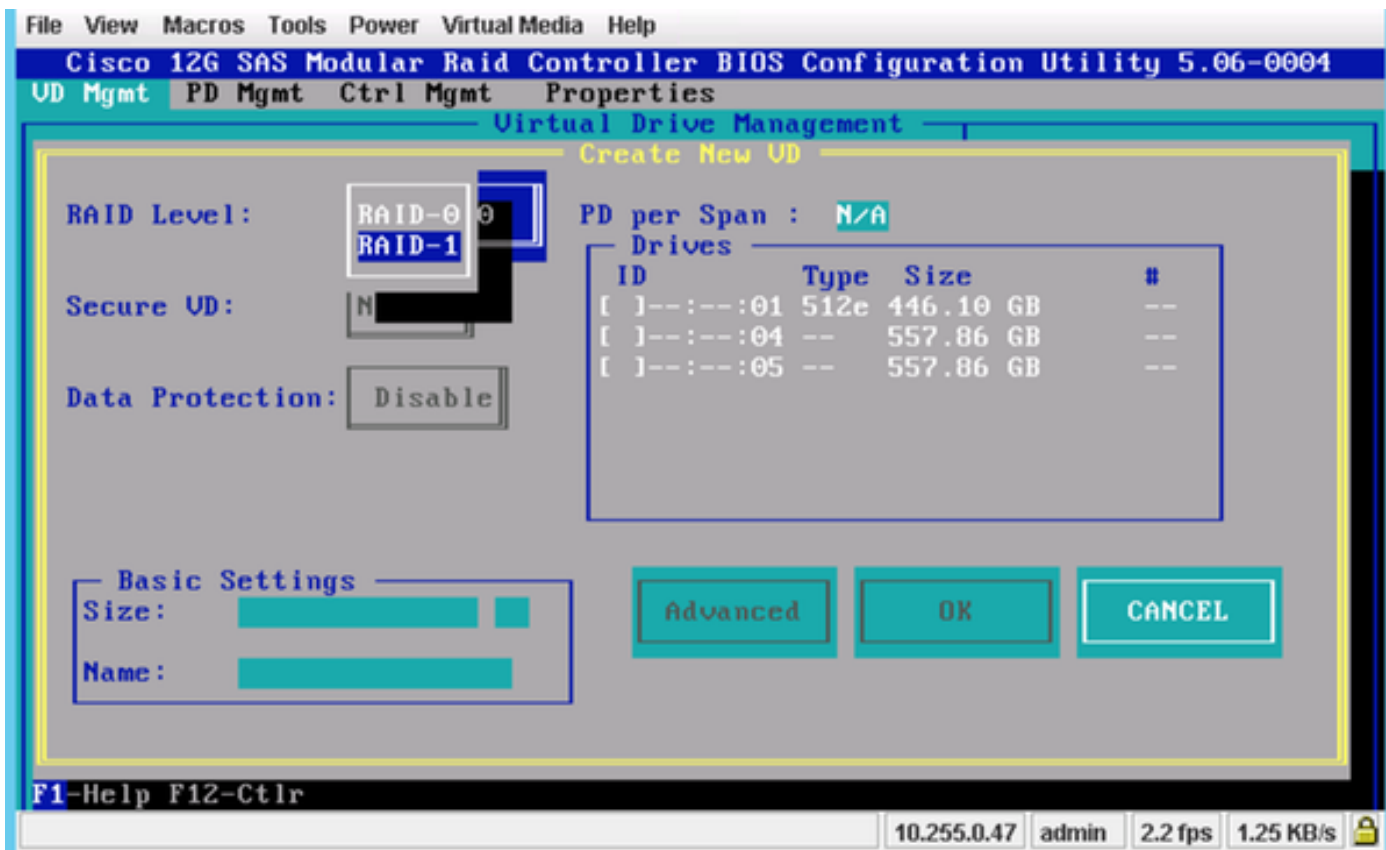 File View Macros Tools Power Virtual Media Help
Cisco 12G SAS Modular Raid Controller BIOS Configuration Utility 5.06-0004
VD Mgmt PD Mgmt Ctrl Mgmt Properties
Virtual Drive Management
Create New VD
RAID Level: RAID-0 0 PD per Span : N/A
RAID-1
Drives
ID Type Size #
Secure VD: N
[ ]--:--:01 512e 446.10 GB --
[ ]--:--:04 -- 557.86 GB --
[ ]--:--:05 -- 557.86 GB --
Data Protection: Disable
Basic Settings
Size:
Name:
Advanced OK CANCEL
F1-Help F12-Ctlr
10.255.0.47 admin 2.2 fps 1.25 KB/s